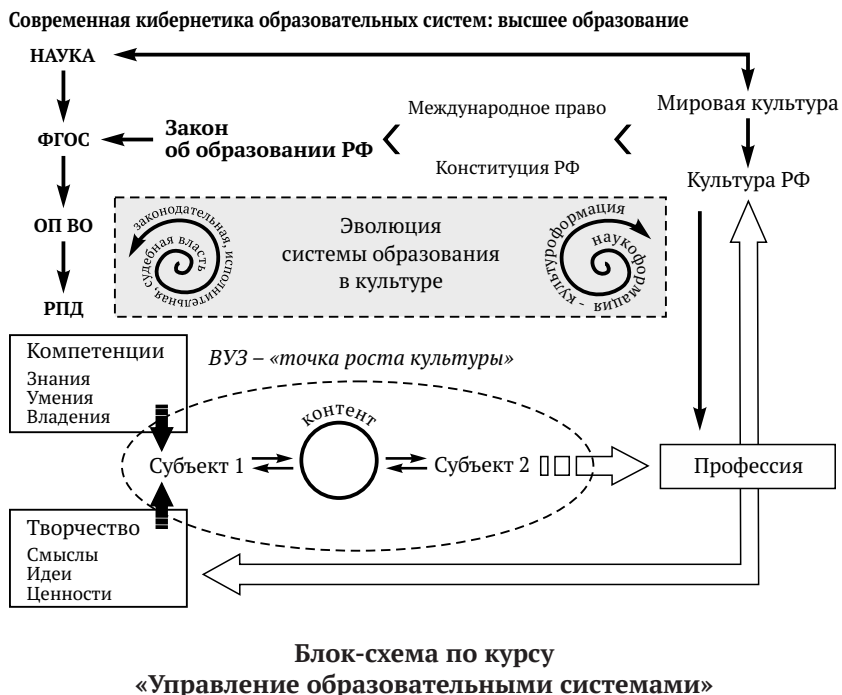 Современная кибернетика образовательных систем: высшее образование
НАУКА
Мировая культура
Международное право
ФГОС
Закон
об образовании РФ
Конституция РФ
Культура РФ
ОП ВО
РПД
законодательная, исполнительная, судебная власть
Эволюция
системы образования
в культуре
культуроформация - наукоформация
Компетенции
Знания
Умения
Владения
ВУЗ – «точка роста культуры»
контент
Субъект 1
Субъект 2
Профессия
Творчество
Смыслы
Идеи
Ценности
Блок-схема по курсу
«Управление образовательными системами»